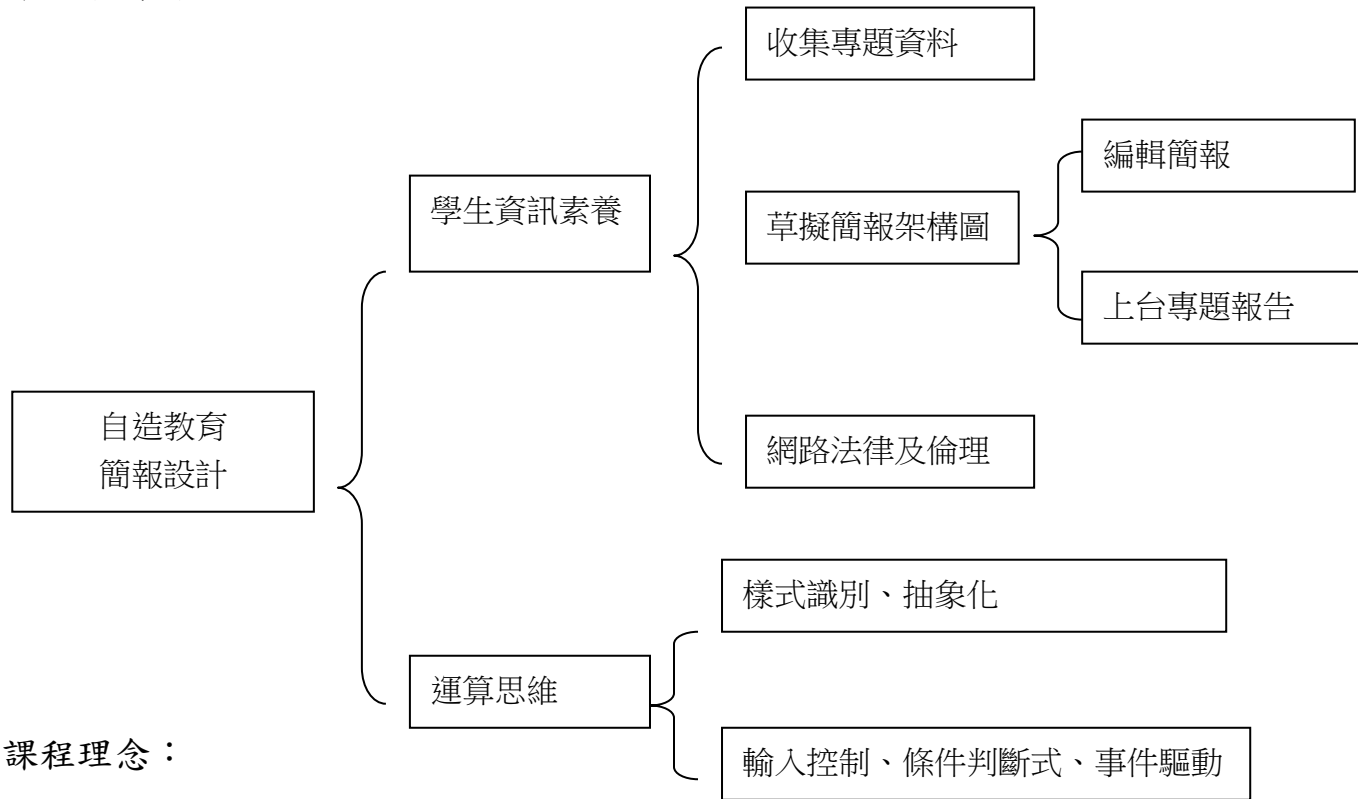 收集專題資料
編輯簡報
學生資訊素養
草擬簡報架構圖
上台專題報告
自造教育
簡報設計
網路法律及倫理
樣式識別、抽象化
運算思維
課程理念：
輸入控制、條件判斷式、事件驅動